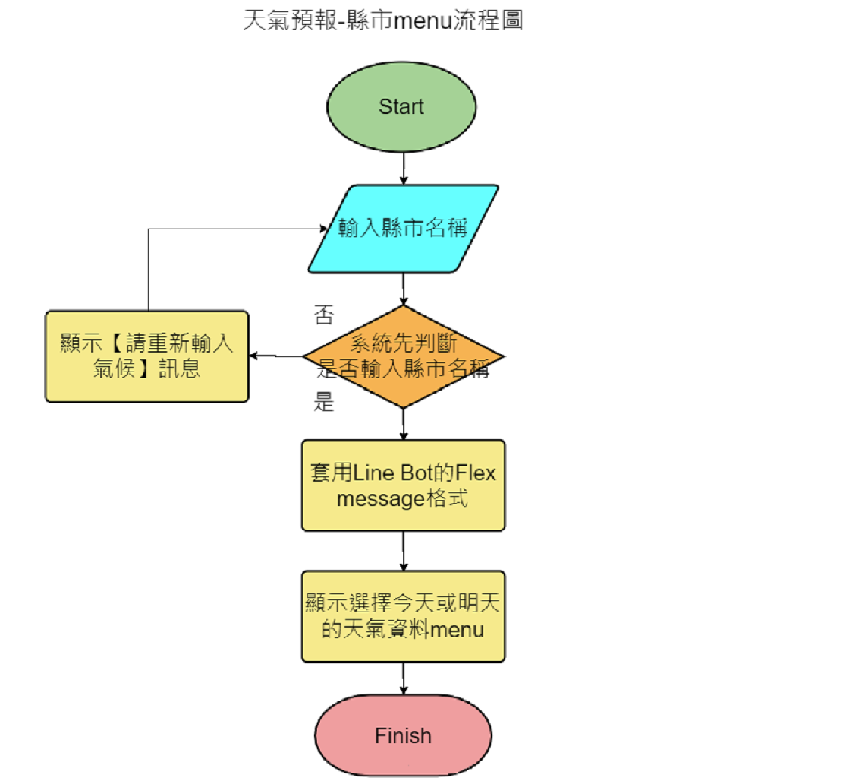 天氣預報-縣市menu流程圖
Start
輸入縣市名稱
否
系統先判斷
是否輸入縣市名稱
顯示【請重新輸入
氣候】訊息
是
套用Line Bot的Flex
message格式
顯示選擇今天或明天
的天氣資料menu
Finish